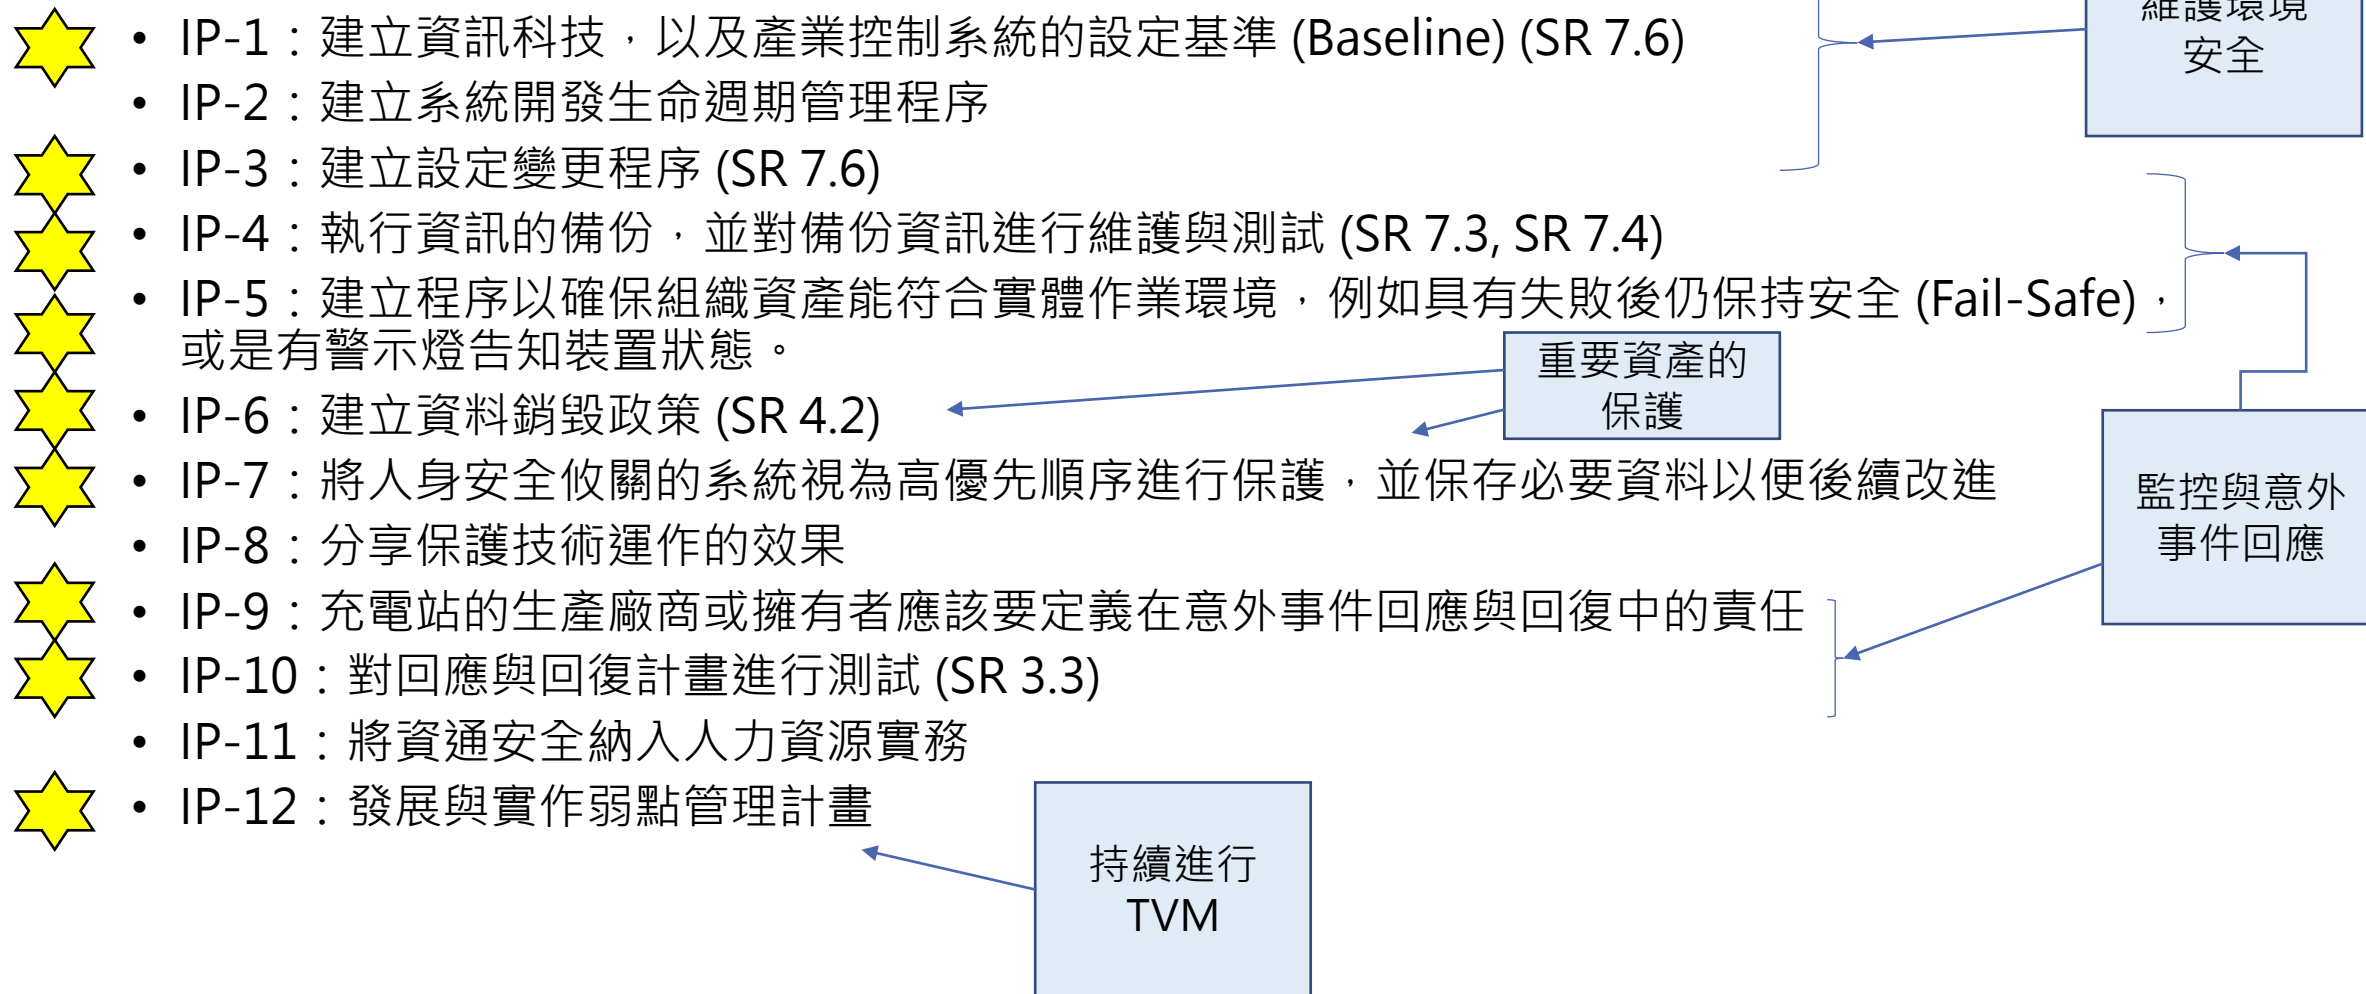 • IP-1：建立資訊科技，以及產業控制系統的設定基準 (Baseline) (SR 7.6)
• IP-2：建立系統開發生命週期管理程序
• IP-3：建立設定變更程序 (SR 7.6)
• IP-4：執行資訊的備份，並對備份資訊進行維護與測試 (SR 7.3, SR 7.4)
• IP-5：建立程序以確保組織資產能符合實體作業環境，例如具有失敗後仍保持安全 (Fail-Safe)，
或是有警示燈告知裝置狀態。
• IP-6：建立資料銷毀政策 (SR 4.2)
• IP-7：將人身安全攸關的系統視為高優先順序進行保護，並保存必要資料以便後續改進
• IP-8：分享保護技術運作的效果
• IP-9：充電站的生產廠商或擁有者應該要定義在意外事件回應與回復中的責任
• IP-10：對回應與回復計畫進行測試 (SR 3.3)
• IP-11：將資通安全納入人力資源實務
• IP-12：發展與實作弱點管理計畫
維護環境
安全
重要資產的
保護
監控與意外
事件回應
持續進行
TVM